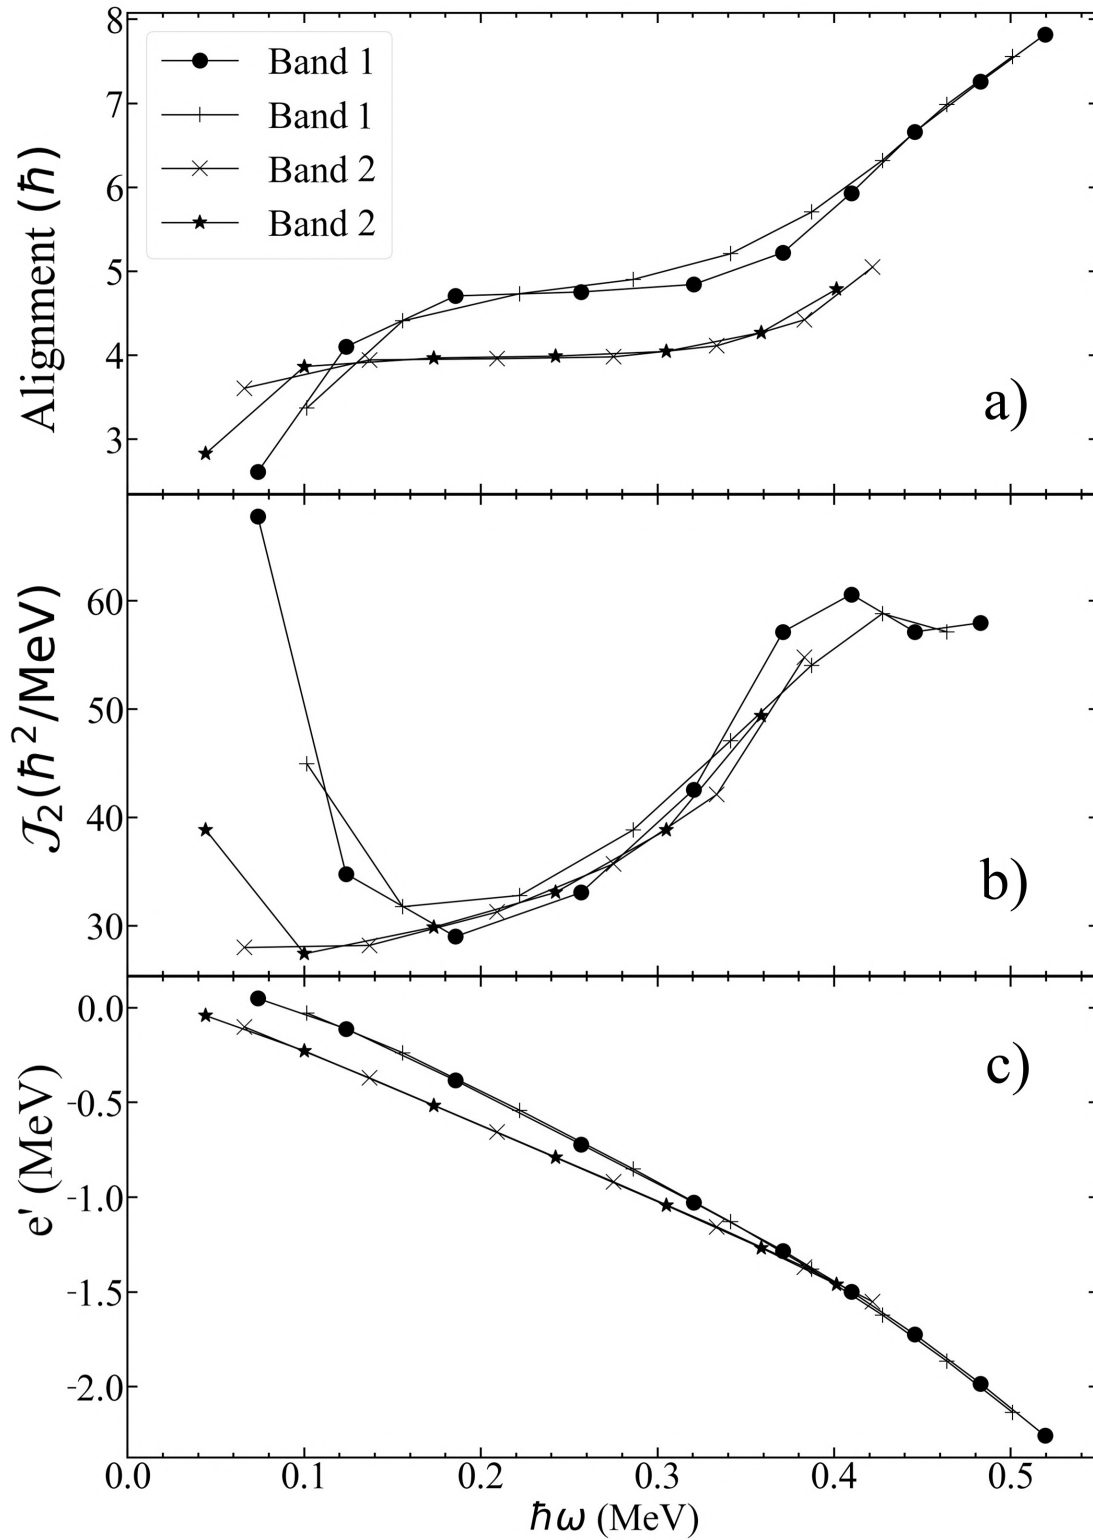 8
7
6
5
4
3
Alignment (ℏ)
Band 1
Band 1
Band 2
Band 2
a)
60
50
40
30
𝒥₂(ℏ²/MeV)
b)
0.0
-0.5
-1.0
-1.5
-2.0
e' (MeV)
c)
0.0 0.1 0.2 0.3 0.4 0.5
ℏω (MeV)